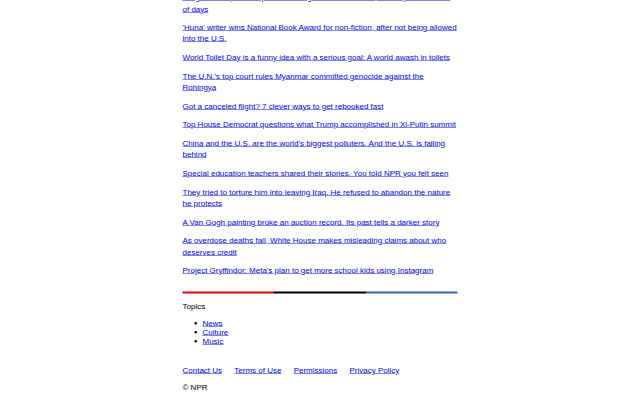 of days
'Huna' writer wins National Book Award for non-fiction, after not being allowed
into the U.S.
World Toilet Day is a funny idea with a serious goal: A world awash in toilets
The U.N.'s top court rules Myanmar committed genocide against the
Rohingya
Got a canceled flight? 7 clever ways to get rebooked fast
Top House Democrat questions what Trump accomplished in Xi-Putin summit
China and the U.S. are the world's biggest polluters. And the U.S. is falling
behind
Special education teachers shared their stories. You told NPR you felt seen
They tried to torture him into leaving Iraq. He refused to abandon the nature
he protects
A Van Gogh painting broke an auction record. Its past tells a darker story
As overdose deaths fall, White House makes misleading claims about who
deserves credit
Project Gryffindor: Meta's plan to get more school kids using Instagram
Topics
News
Culture
Music
Contact Us Terms of Use Permissions Privacy Policy
© NPR